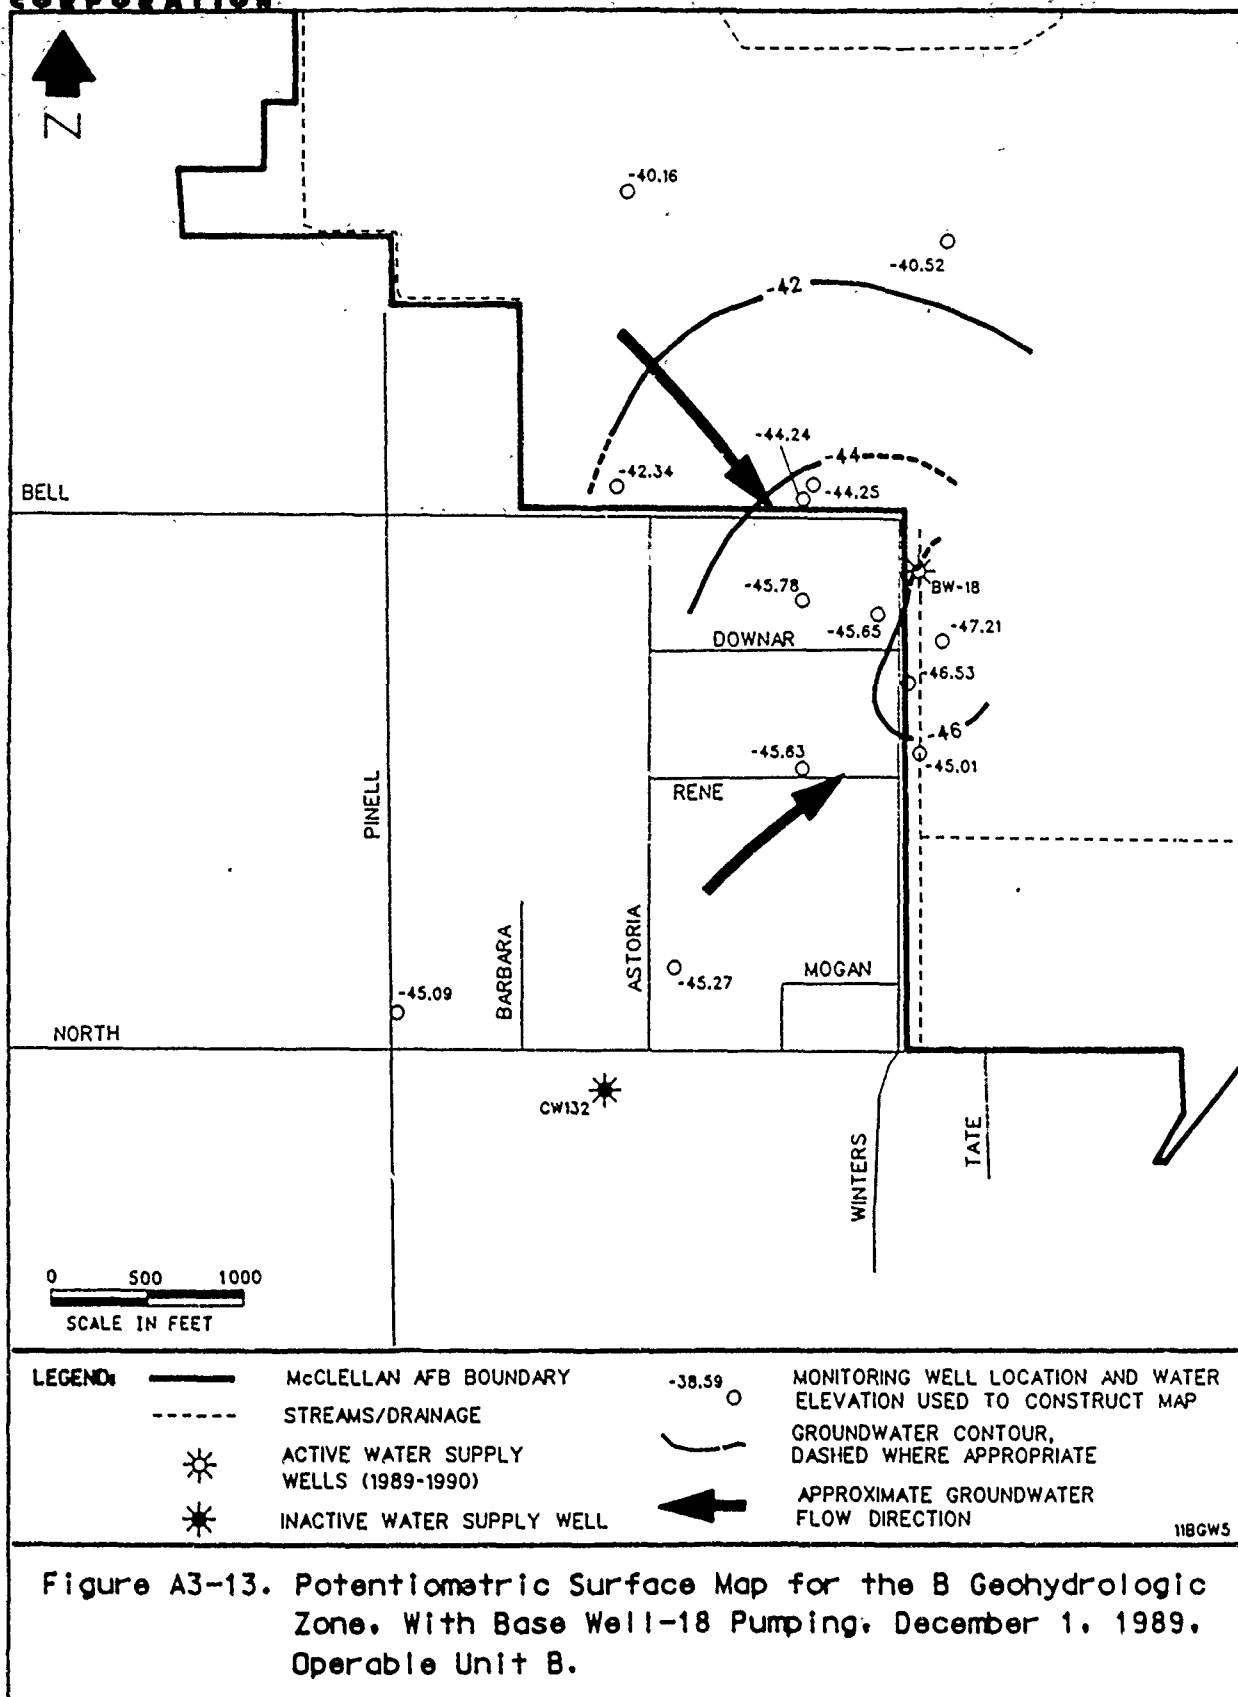 CORPORATION
N
-40.16
-40.52
-42
-44.24
-44
-42.34
-44.25
BELL
BW-18
-45.78
-45.65
-47.21
DOWNAR
-46.53
-46
-45.63
-45.01
RENE
PINELL
ASTORIA
BARBARA
MOGAN
-45.27
-45.09
NORTH
CW132
WINTERS
TATE
0 500 1000
SCALE IN FEET
LEGEND:
McCLELLAN AFB BOUNDARY
STREAMS/DRAINAGE
ACTIVE WATER SUPPLY
WELLS (1989-1990)
INACTIVE WATER SUPPLY WELL
-38.59
MONITORING WELL LOCATION AND WATER
ELEVATION USED TO CONSTRUCT MAP
GROUNDWATER CONTOUR,
DASHED WHERE APPROPRIATE
APPROXIMATE GROUNDWATER
FLOW DIRECTION
11BGW5
Figure A3-13. Potentiometric Surface Map for the B Geohydrologic
Zone, With Base Well-18 Pumping, December 1, 1989,
Operable Unit B.